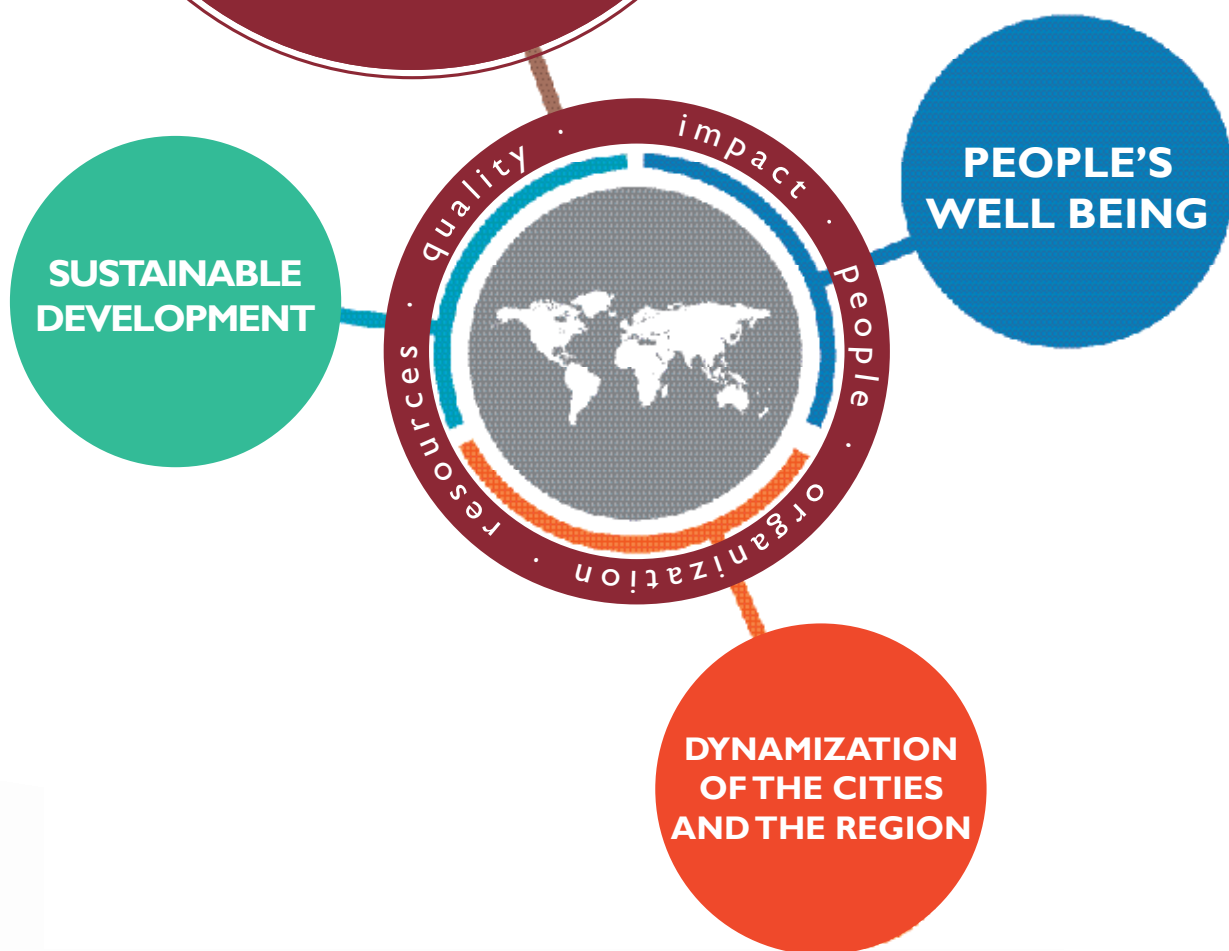 impact · people · organization · resources · quality ·
PEOPLE'S
WELL BEING
SUSTAINABLE
DEVELOPMENT
DYNAMIZATION
OF THE CITIES
AND THE REGION